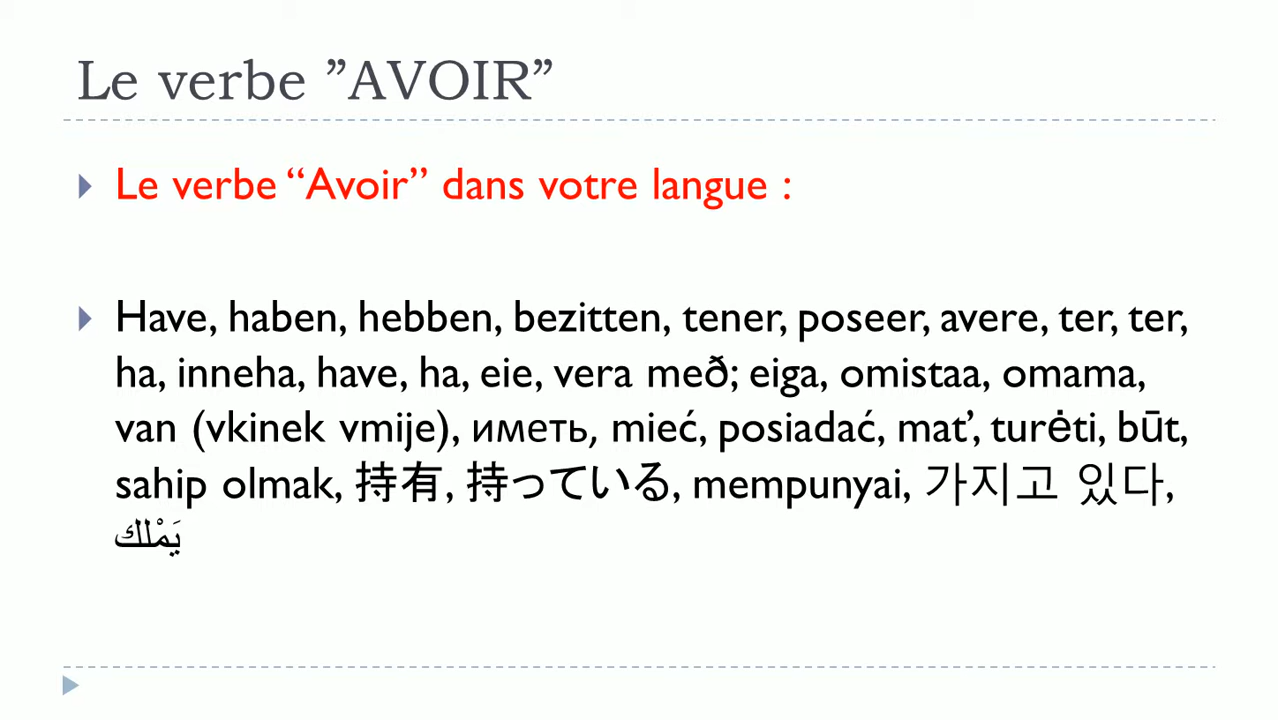 Le verbe ”AVOIR”
Le verbe “Avoir” dans votre langue :
Have, haben, hebben, bezitten, tener, poseer, avere, ter, ter,
ha, inneha, have, ha, eie, vera með; eiga, omistaa, omama,
van (vkinek vmije), иметь, mieć, posiadać, mat’, turėti, būt,
sahip olmak, 持有, 持っている, mempunyai, 가지고 있다,
يَمْلك